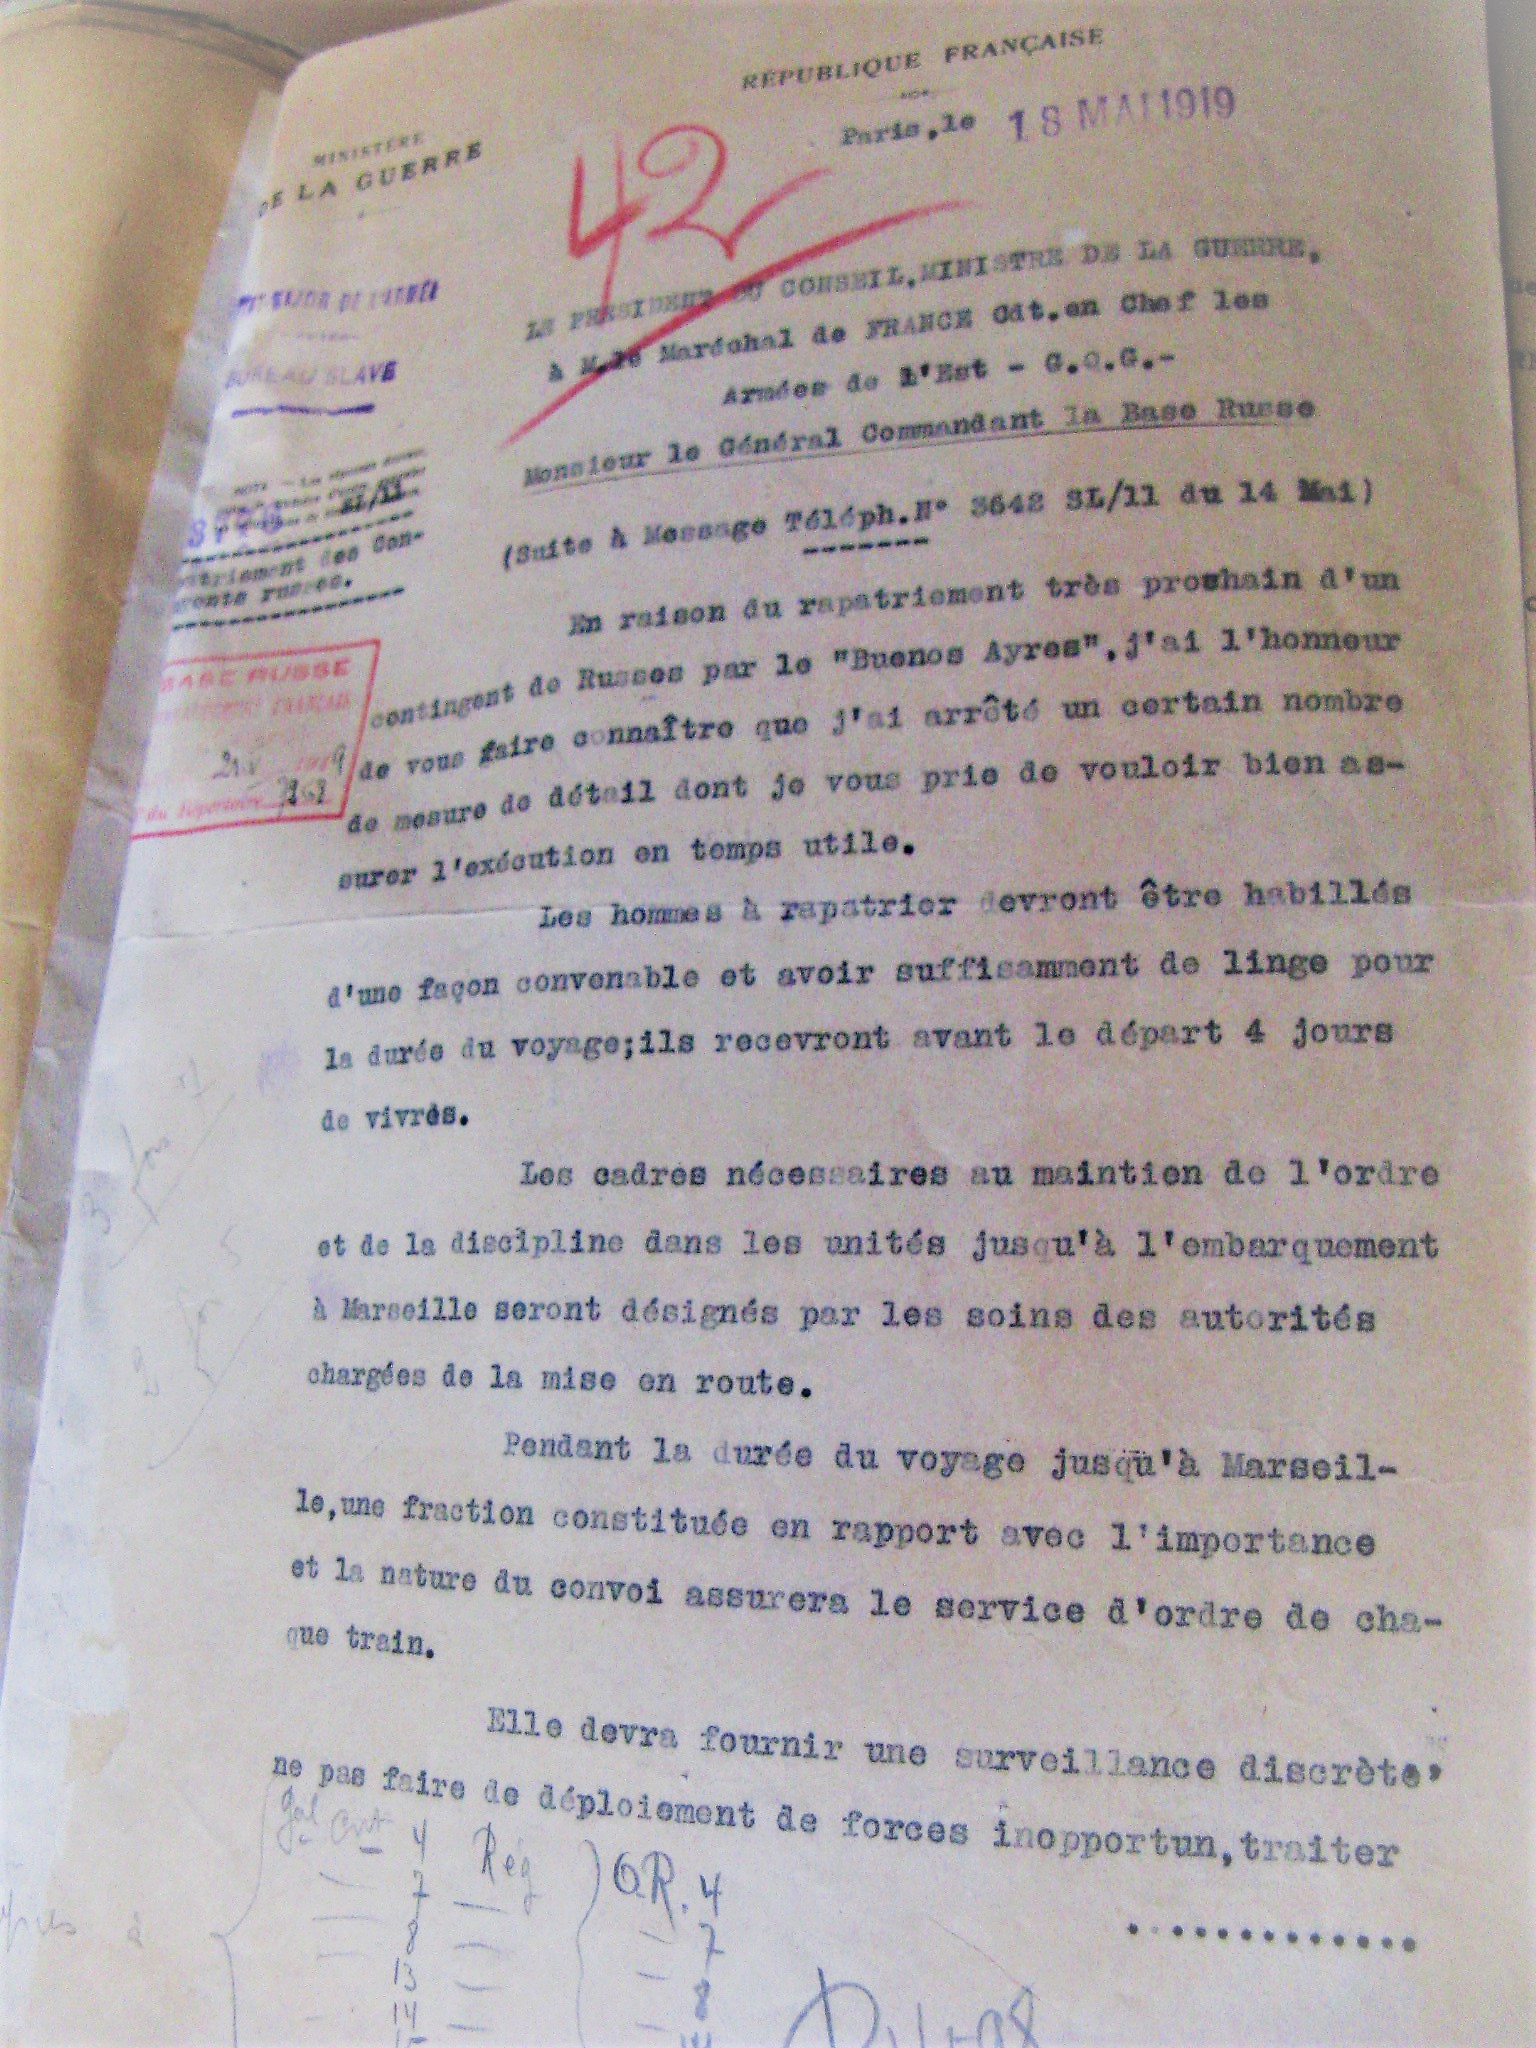 RÉPUBLIQUE FRANÇAISE
MINISTÈRE
DE LA GUERRE
Paris,le 18 MAI 1919
42
BUREAU SLAVE
LE PRESIDENT DU CONSEIL,MINISTRE DE LA GUERRE,
à M.le Maréchal de FRANCE Cdt.en Chef les
Armées de l'Est - G.Q.G.-
Monsieur le Général Commandant la Base Russe
SL/11
(Suite à Message Téléph.N° 3642 SL/11 du 14 Mai)
-------
des Con-
russes.
En raison du rapatriement très prochain d'un
contingent de Russes par le "Buenos Ayres",j'ai l'honneur
de vous faire connaître que j'ai arrêté un certain nombre
de mesure de détail dont je vous prie de vouloir bien as-
surer l'exécution en temps utile.
BASE RUSSE
FRANÇAIS
du Répertoire
Les hommes à rapatrier devront être habillés
d'une façon convenable et avoir suffisamment de linge pour
la durée du voyage;ils recevront avant le départ 4 jours
de vivres.
Les cadres nécessaires au maintien de l'ordre
et de la discipline dans les unités jusqu'à l'embarquement
à Marseille seront désignés par les soins des autorités
chargées de la mise en route.
Pendant la durée du voyage jusqu'à Marseil-
le,une fraction constituée en rapport avec l'importance
et la nature du convoi assurera le service d'ordre de cha-
que train.
Elle devra fournir une surveillance discrète,
ne pas faire de déploiement de forces inopportun,traiter
.............
4 Rég O.R. 4
7 — — 7
8 — — 8
13 —
14 —